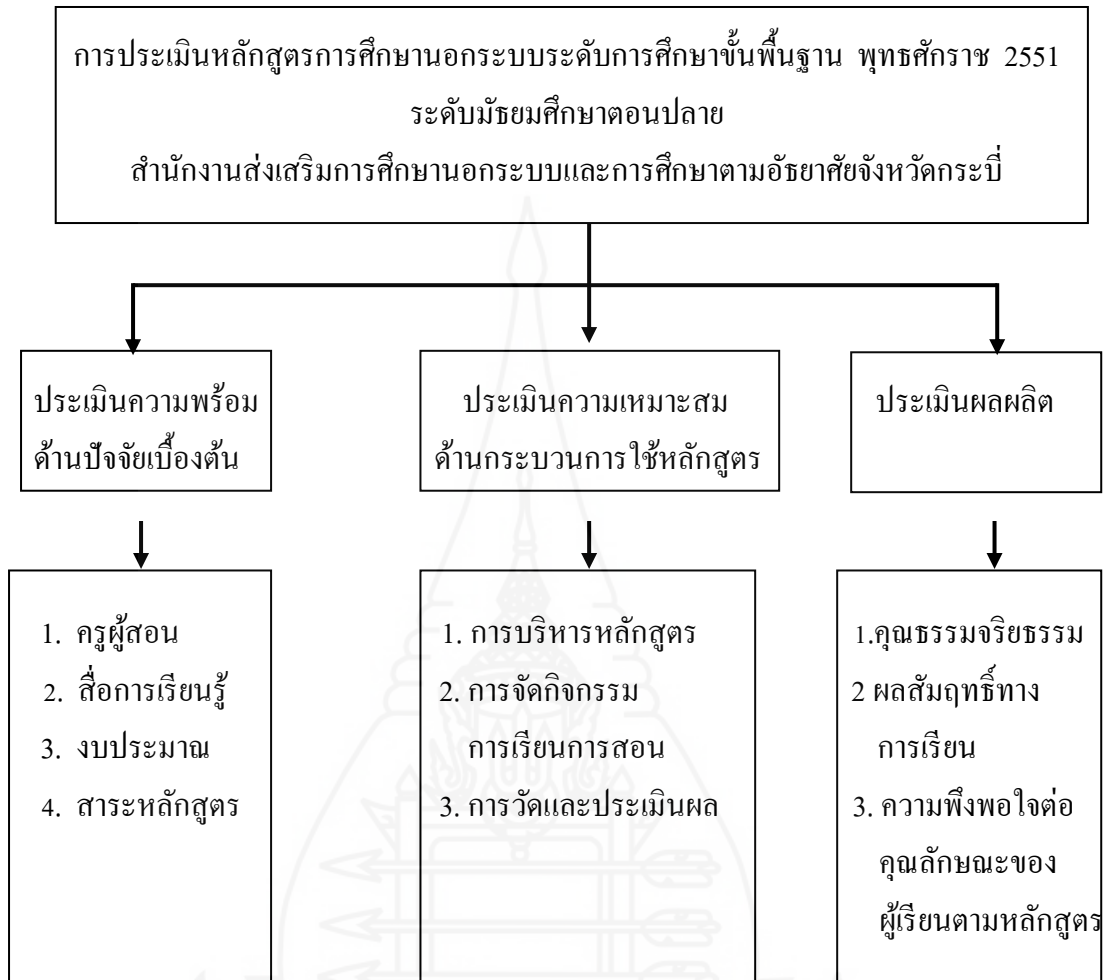 การประเมินหลักสูตรการศึกษานอกระบบระดับการศึกษาขั้นพื้นฐาน พุทธศักราช 2551
ระดับมัธยมศึกษาตอนปลาย
สำนักงานส่งเสริมการศึกษานอกระบบและการศึกษาตามอัธยาศัยจังหวัดกระบี่
ประเมินความพร้อม
ด้านปัจจัยเบื้องต้น
ประเมินความเหมาะสม
ด้านกระบวนการใช้หลักสูตร
ประเมินผลผลิต
1. ครูผู้สอน
2. สื่อการเรียนรู้
3. งบประมาณ
4. สาระหลักสูตร
1. การบริหารหลักสูตร
2. การจัดกิจกรรม
การเรียนการสอน
3. การวัดและประเมินผล
1.คุณธรรมจริยธรรม
2 ผลสัมฤทธิ์ทาง
การเรียน
3. ความพึงพอใจต่อ
คุณลักษณะของ
ผู้เรียนตามหลักสูตร